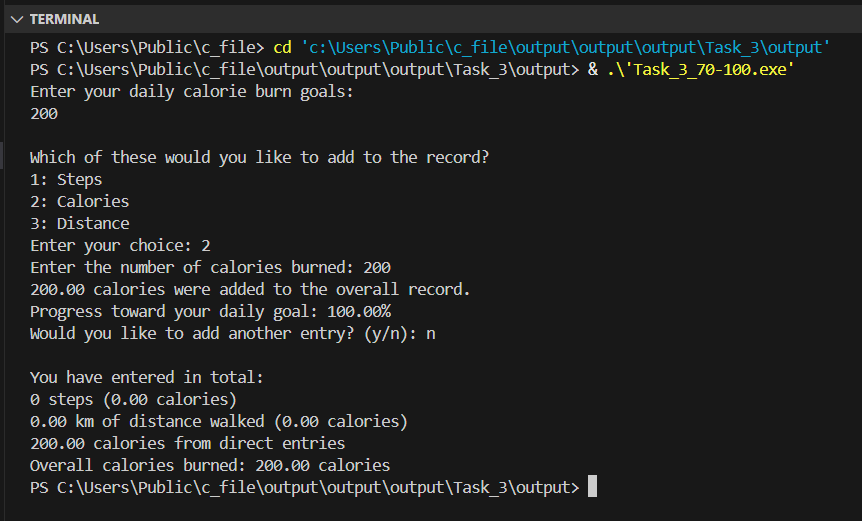 TERMINAL
PS C:\Users\Public\c_file> cd 'c:\Users\Public\c_file\output\output\output\Task_3\output'
PS C:\Users\Public\c_file\output\output\output\Task_3\output> & .\'Task_3_70-100.exe'
Enter your daily calorie burn goals:
200
Which of these would you like to add to the record?
1: Steps
2: Calories
3: Distance
Enter your choice: 2
Enter the number of calories burned: 200
200.00 calories were added to the overall record.
Progress toward your daily goal: 100.00%
Would you like to add another entry? (y/n): n
You have entered in total:
0 steps (0.00 calories)
0.00 km of distance walked (0.00 calories)
200.00 calories from direct entries
Overall calories burned: 200.00 calories
PS C:\Users\Public\c_file\output\output\output\Task_3\output>